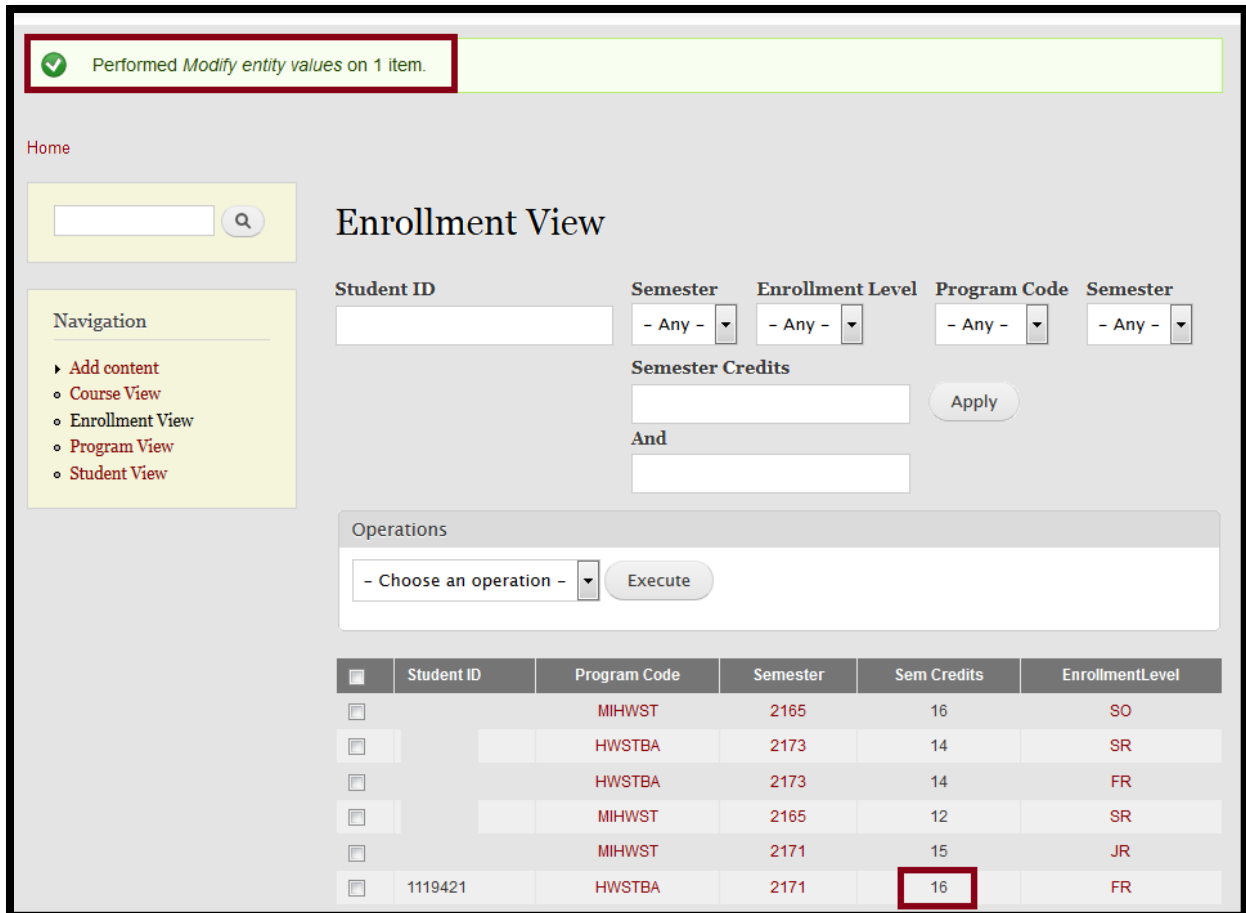 Performed Modify entity values on 1 item.
Home
Enrollment View
Student ID Semester Enrollment Level Program Code Semester
- Any - - Any - - Any - - Any -
Navigation
Add content
Course View
Enrollment View
Program View
Student View
Semester Credits
Apply
And
Operations
- Choose an operation - Execute
Student ID Program Code Semester Sem Credits EnrollmentLevel
MIHWST 2165 16 SO
HWSTBA 2173 14 SR
HWSTBA 2173 14 FR
MIHWST 2165 12 SR
MIHWST 2171 15 JR
1119421 HWSTBA 2171 16 FR